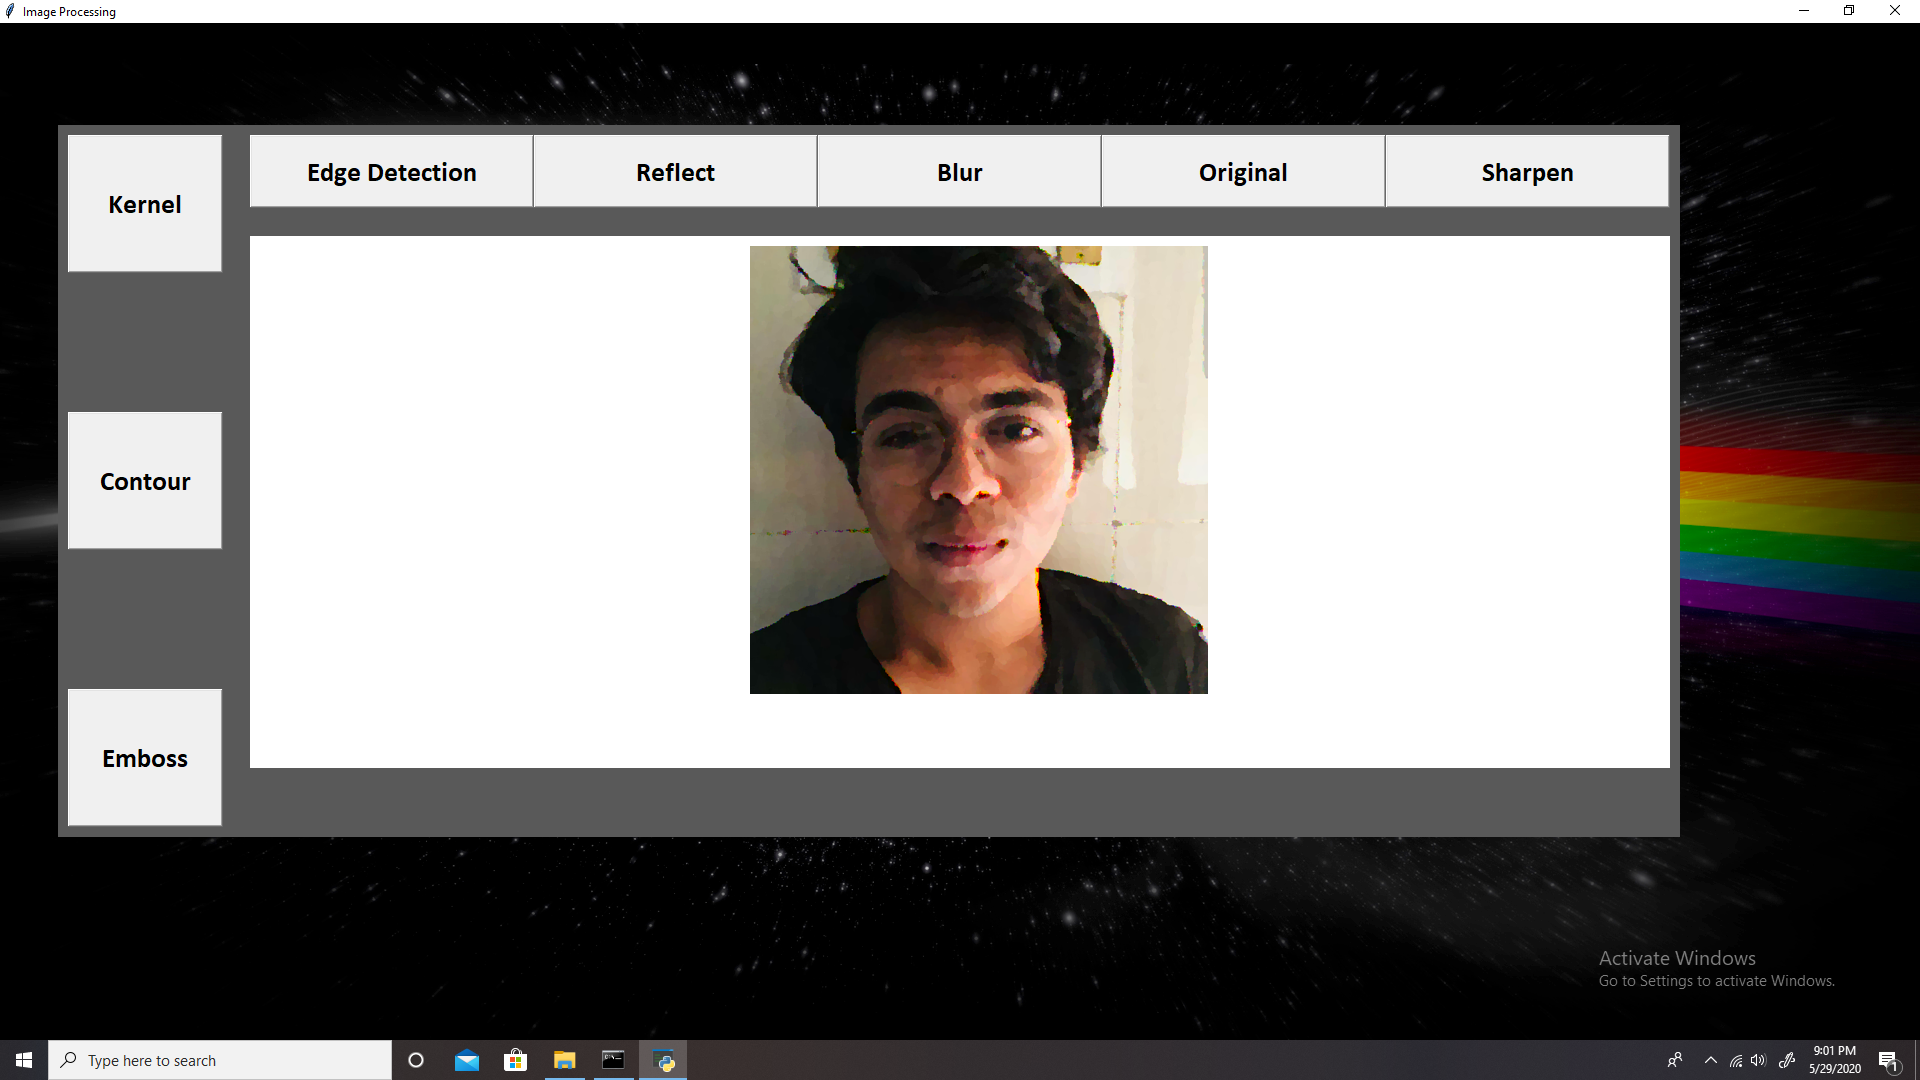 Image Processing
Edge Detection
Reflect
Blur
Original
Sharpen
Kernel
Contour
Emboss
Activate Windows
Go to Settings to activate Windows.
Type here to search
9:01 PM
5/29/2020
1